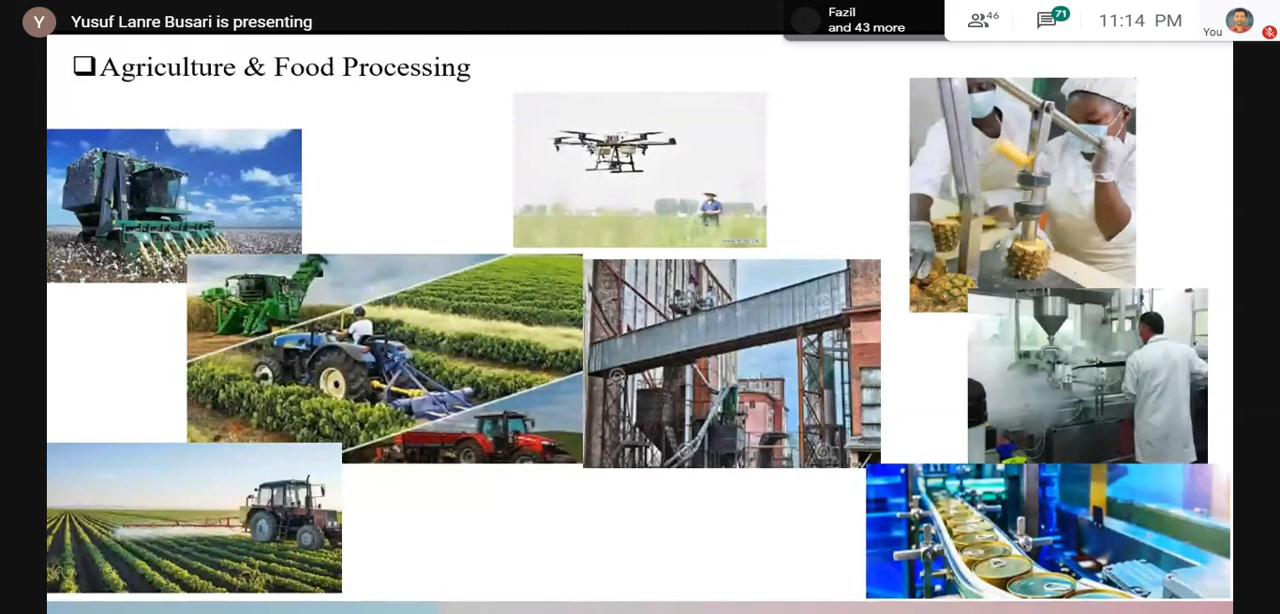 Y
Yusuf Lanre Busari is presenting
Fazil
and 43 more
46
71
11:14 PM
You
❑Agriculture & Food Processing